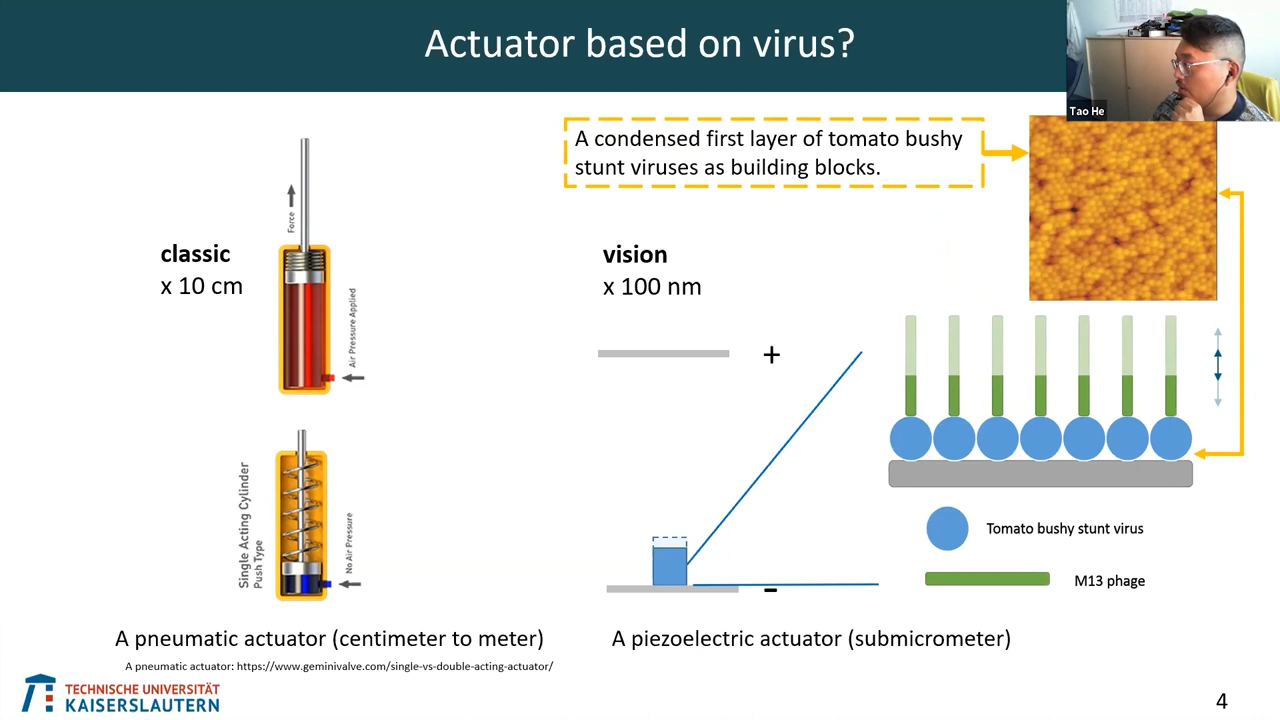 Actuator based on virus?
Tao He
A condensed first layer of tomato bushy
stunt viruses as building blocks.
classic
x 10 cm
Force
Air Pressure Applied
vision
x 100 nm
+
Single Acting Cylinder
Push Type
No Air Pressure
-
Tomato bushy stunt virus
M13 phage
A pneumatic actuator (centimeter to meter)
A piezoelectric actuator (submicrometer)
A pneumatic actuator: https://www.geminivalve.com/single-vs-double-acting-actuator/
TECHNISCHE UNIVERSITÄT
KAISERSLAUTERN
4